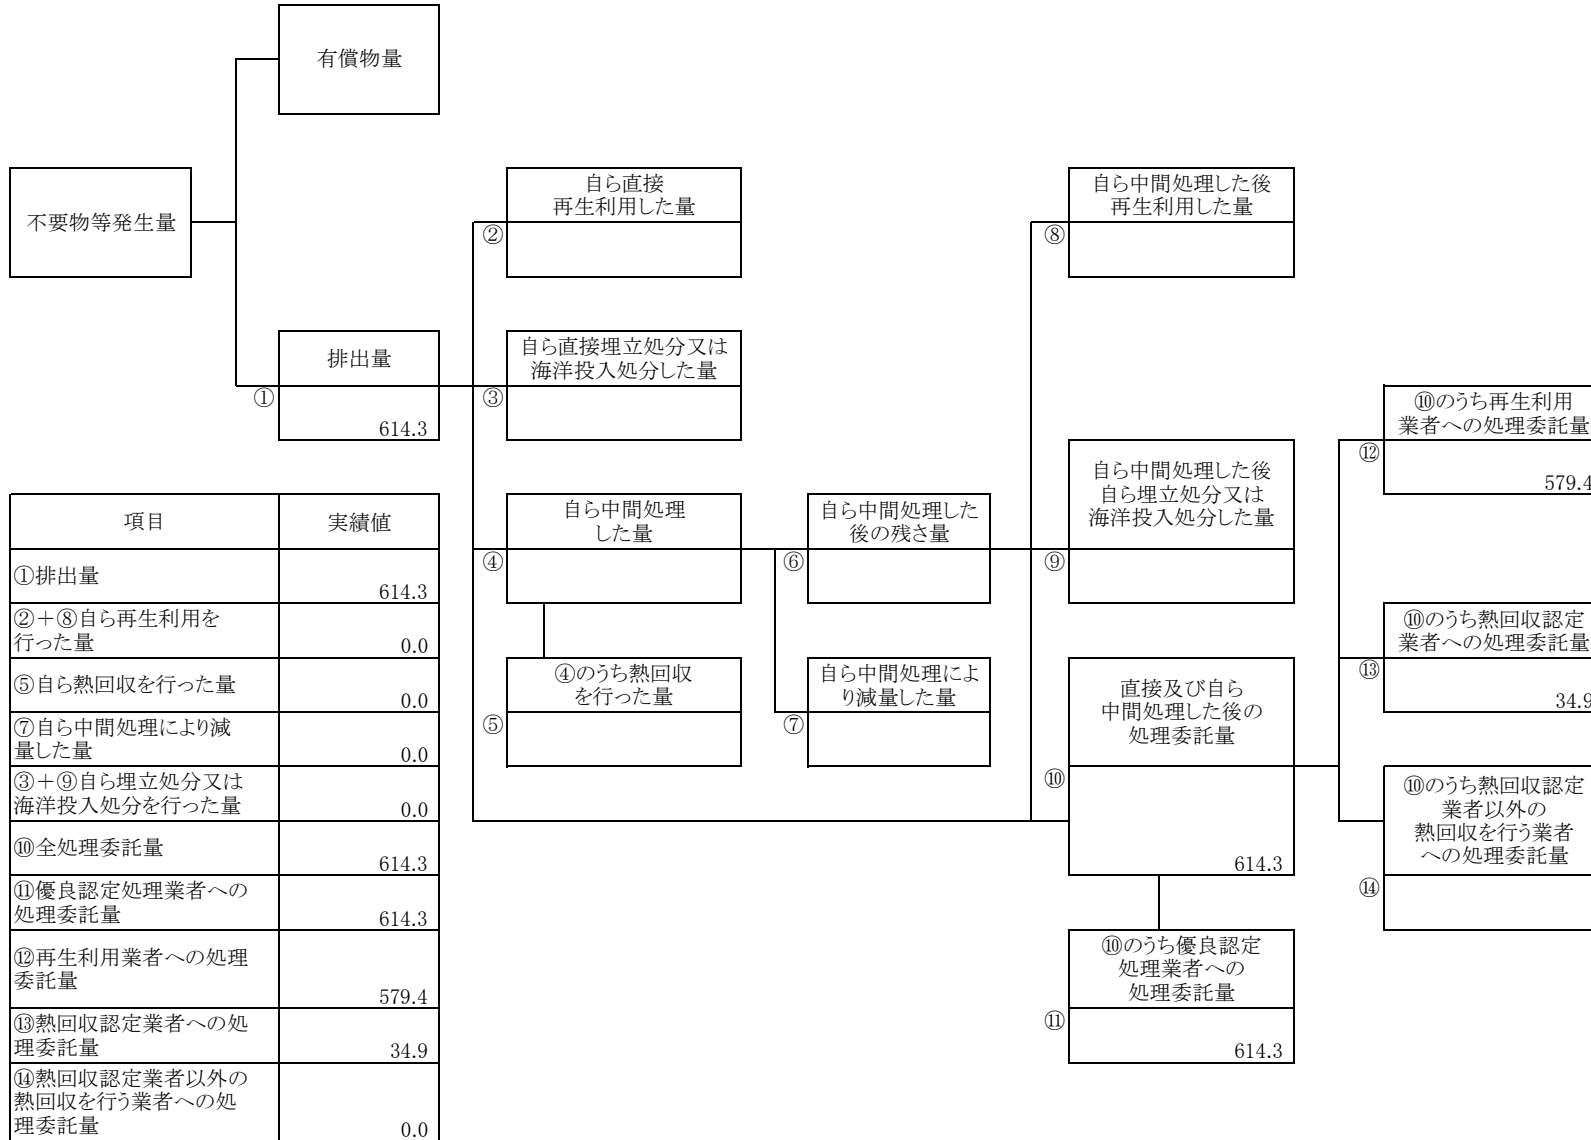 有償物量
不要物等発生量
自ら直接
再生利用した量
②
自ら中間処理した後
再生利用した量
⑧
排出量
①
614.3
自ら直接埋立処分又は
海洋投入処分した量
③
⑩のうち再生利用
業者への処理委託量
⑫
579.4
自ら中間処理
した量
④
自ら中間処理した
後の残さ量
⑥
自ら中間処理した後
自ら埋立処分又は
海洋投入処分した量
⑨
⑩のうち熱回収認定
業者への処理委託量
⑬
34.9
④のうち熱回収
を行った量
⑤
自ら中間処理によ
り減量した量
⑦
直接及び自ら
中間処理した後の
処理委託量
⑩
614.3
⑩のうち熱回収認定
業者以外の
熱回収を行う業者
への処理委託量
⑭
⑩のうち優良認定
処理業者への
処理委託量
⑪
614.3
項目 実績値
①排出量
614.3
②+⑧自ら再生利用を
行った量 0.0
⑤自ら熱回収を行った量
0.0
⑦自ら中間処理により減
量した量 0.0
③+⑨自ら埋立処分又は
海洋投入処分を行った量 0.0
⑩全処理委託量
614.3
⑪優良認定処理業者への
処理委託量 614.3
⑫再生利用業者への処理
委託量
579.4
⑬熱回収認定業者への処
理委託量 34.9
⑭熱回収認定業者以外の
熱回収を行う業者への処
理委託量 0.0